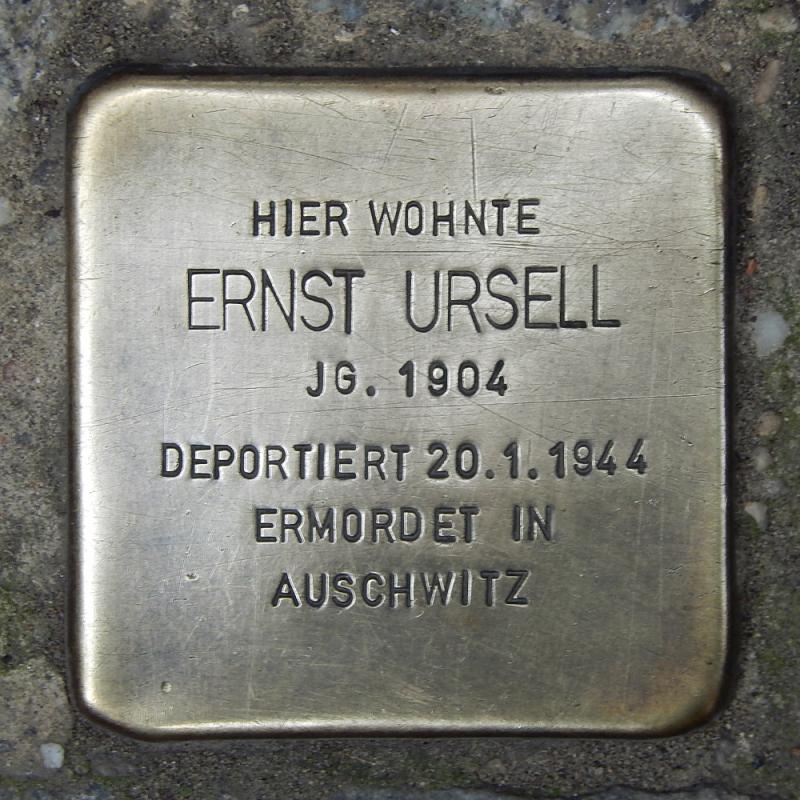 HIER WOHNTE
ERNST URSELL
JG. 1904
DEPORTIERT 20.1.1944
ERMORDET IN
AUSCHWITZ